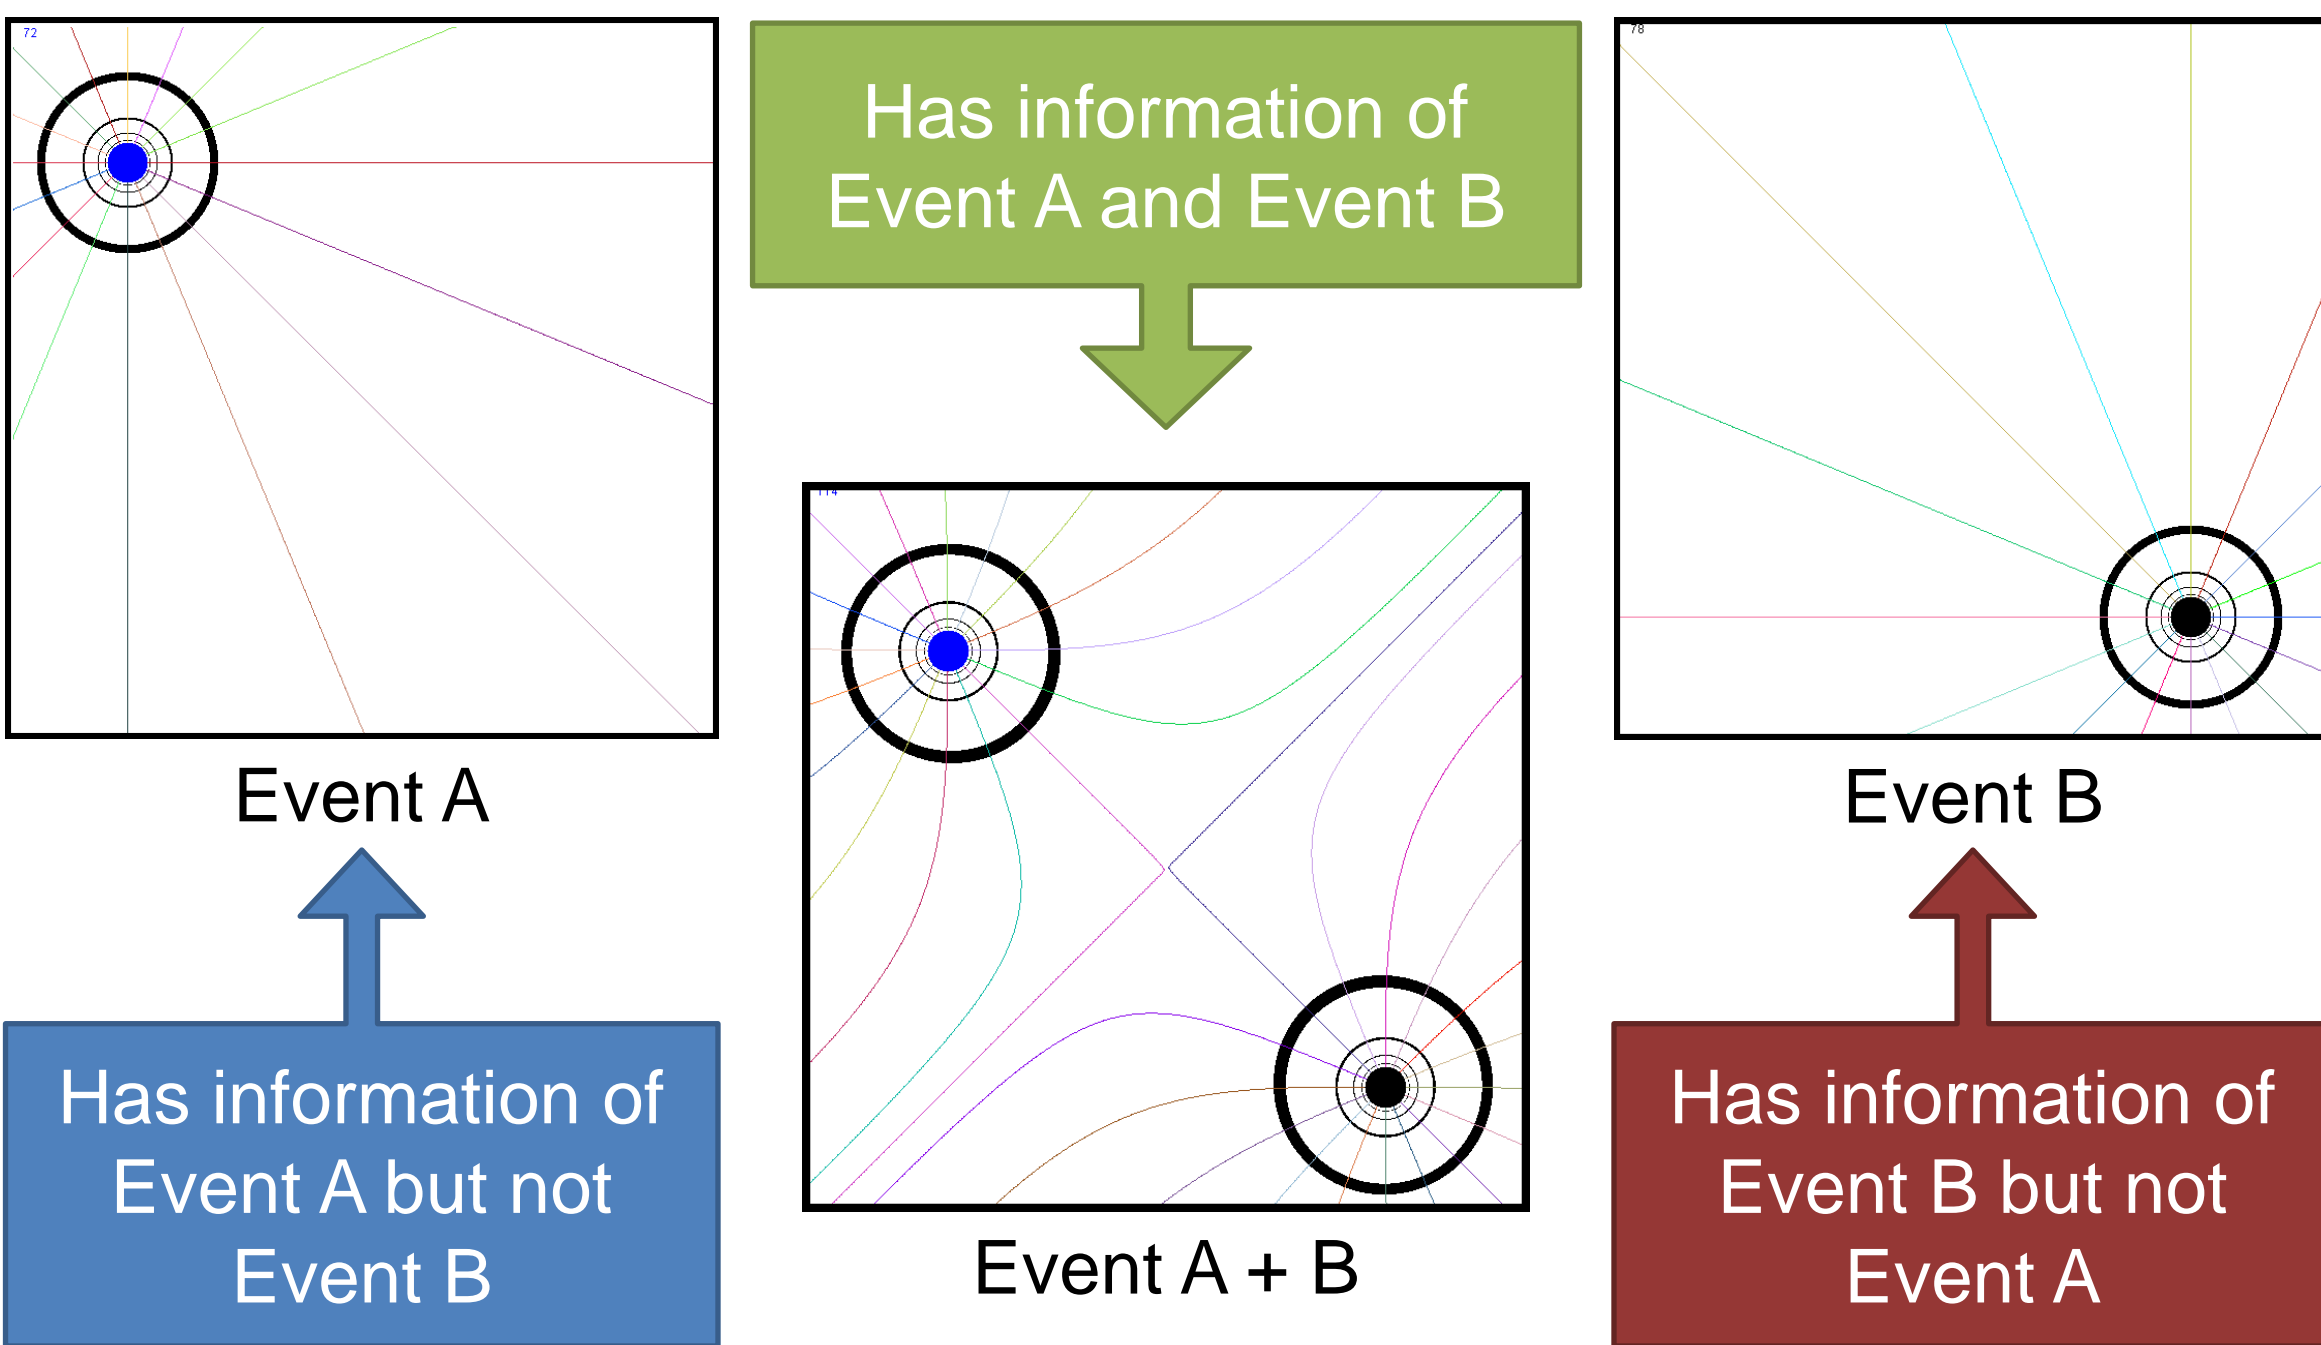 72
Has information of
Event A and Event B
78
Event A
Event B
114
Has information of
Event A but not
Event B
Event A + B
Has information of
Event B but not
Event A